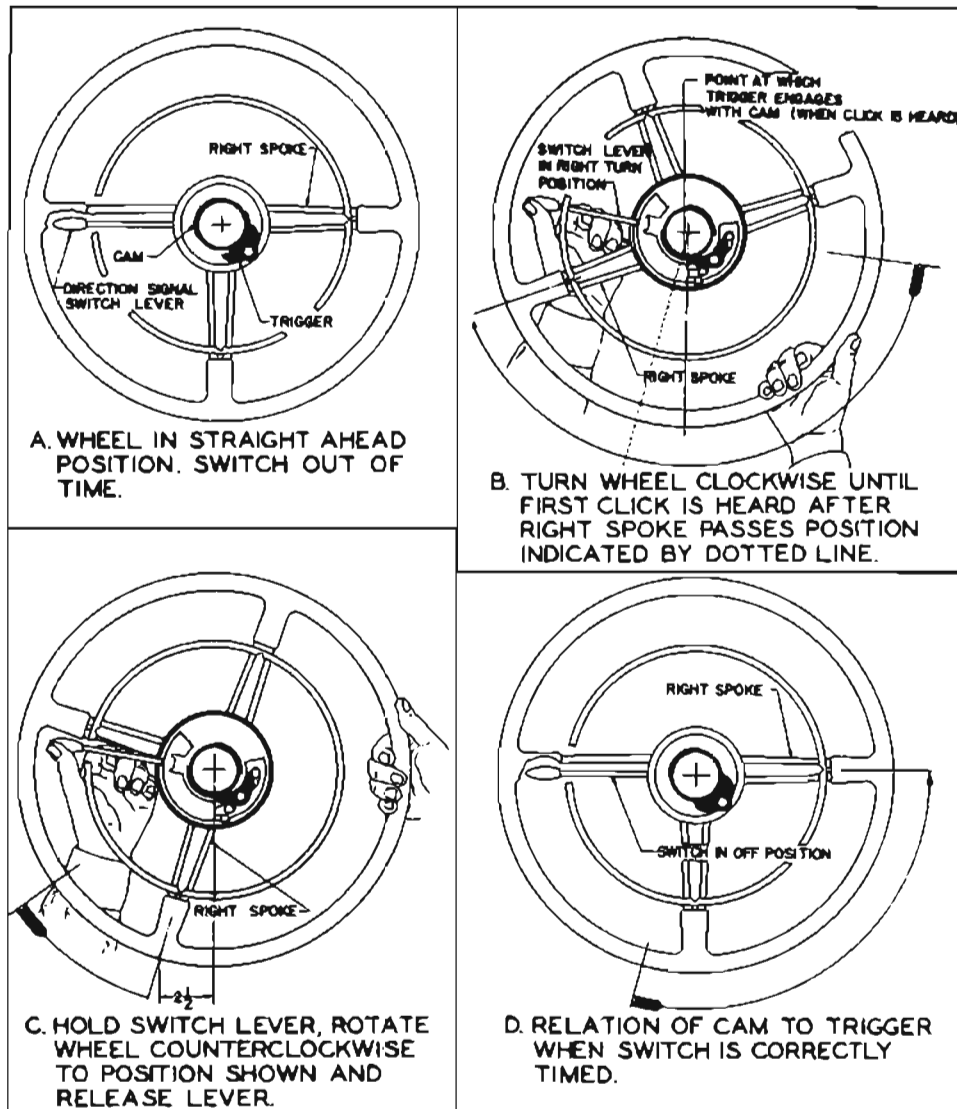 RIGHT SPOKE
CAM
DIRECTION SIGNAL
SWITCH LEVER
TRIGGER
A. WHEEL IN STRAIGHT AHEAD
POSITION. SWITCH OUT OF
TIME.
POINT AT WHICH
TRIGGER ENGAGES
WITH CAM (WHEN CLICK IS HEARD)
SWITCH LEVER
IN RIGHT TURN
POSITION
RIGHT SPOKE
B. TURN WHEEL CLOCKWISE UNTIL
FIRST CLICK IS HEARD AFTER
RIGHT SPOKE PASSES POSITION
INDICATED BY DOTTED LINE.
RIGHT SPOKE
2½
C. HOLD SWITCH LEVER, ROTATE
WHEEL COUNTERCLOCKWISE
TO POSITION SHOWN AND
RELEASE LEVER.
RIGHT SPOKE
SWITCH IN OFF POSITION
D. RELATION OF CAM TO TRIGGER
WHEN SWITCH IS CORRECTLY
TIMED.